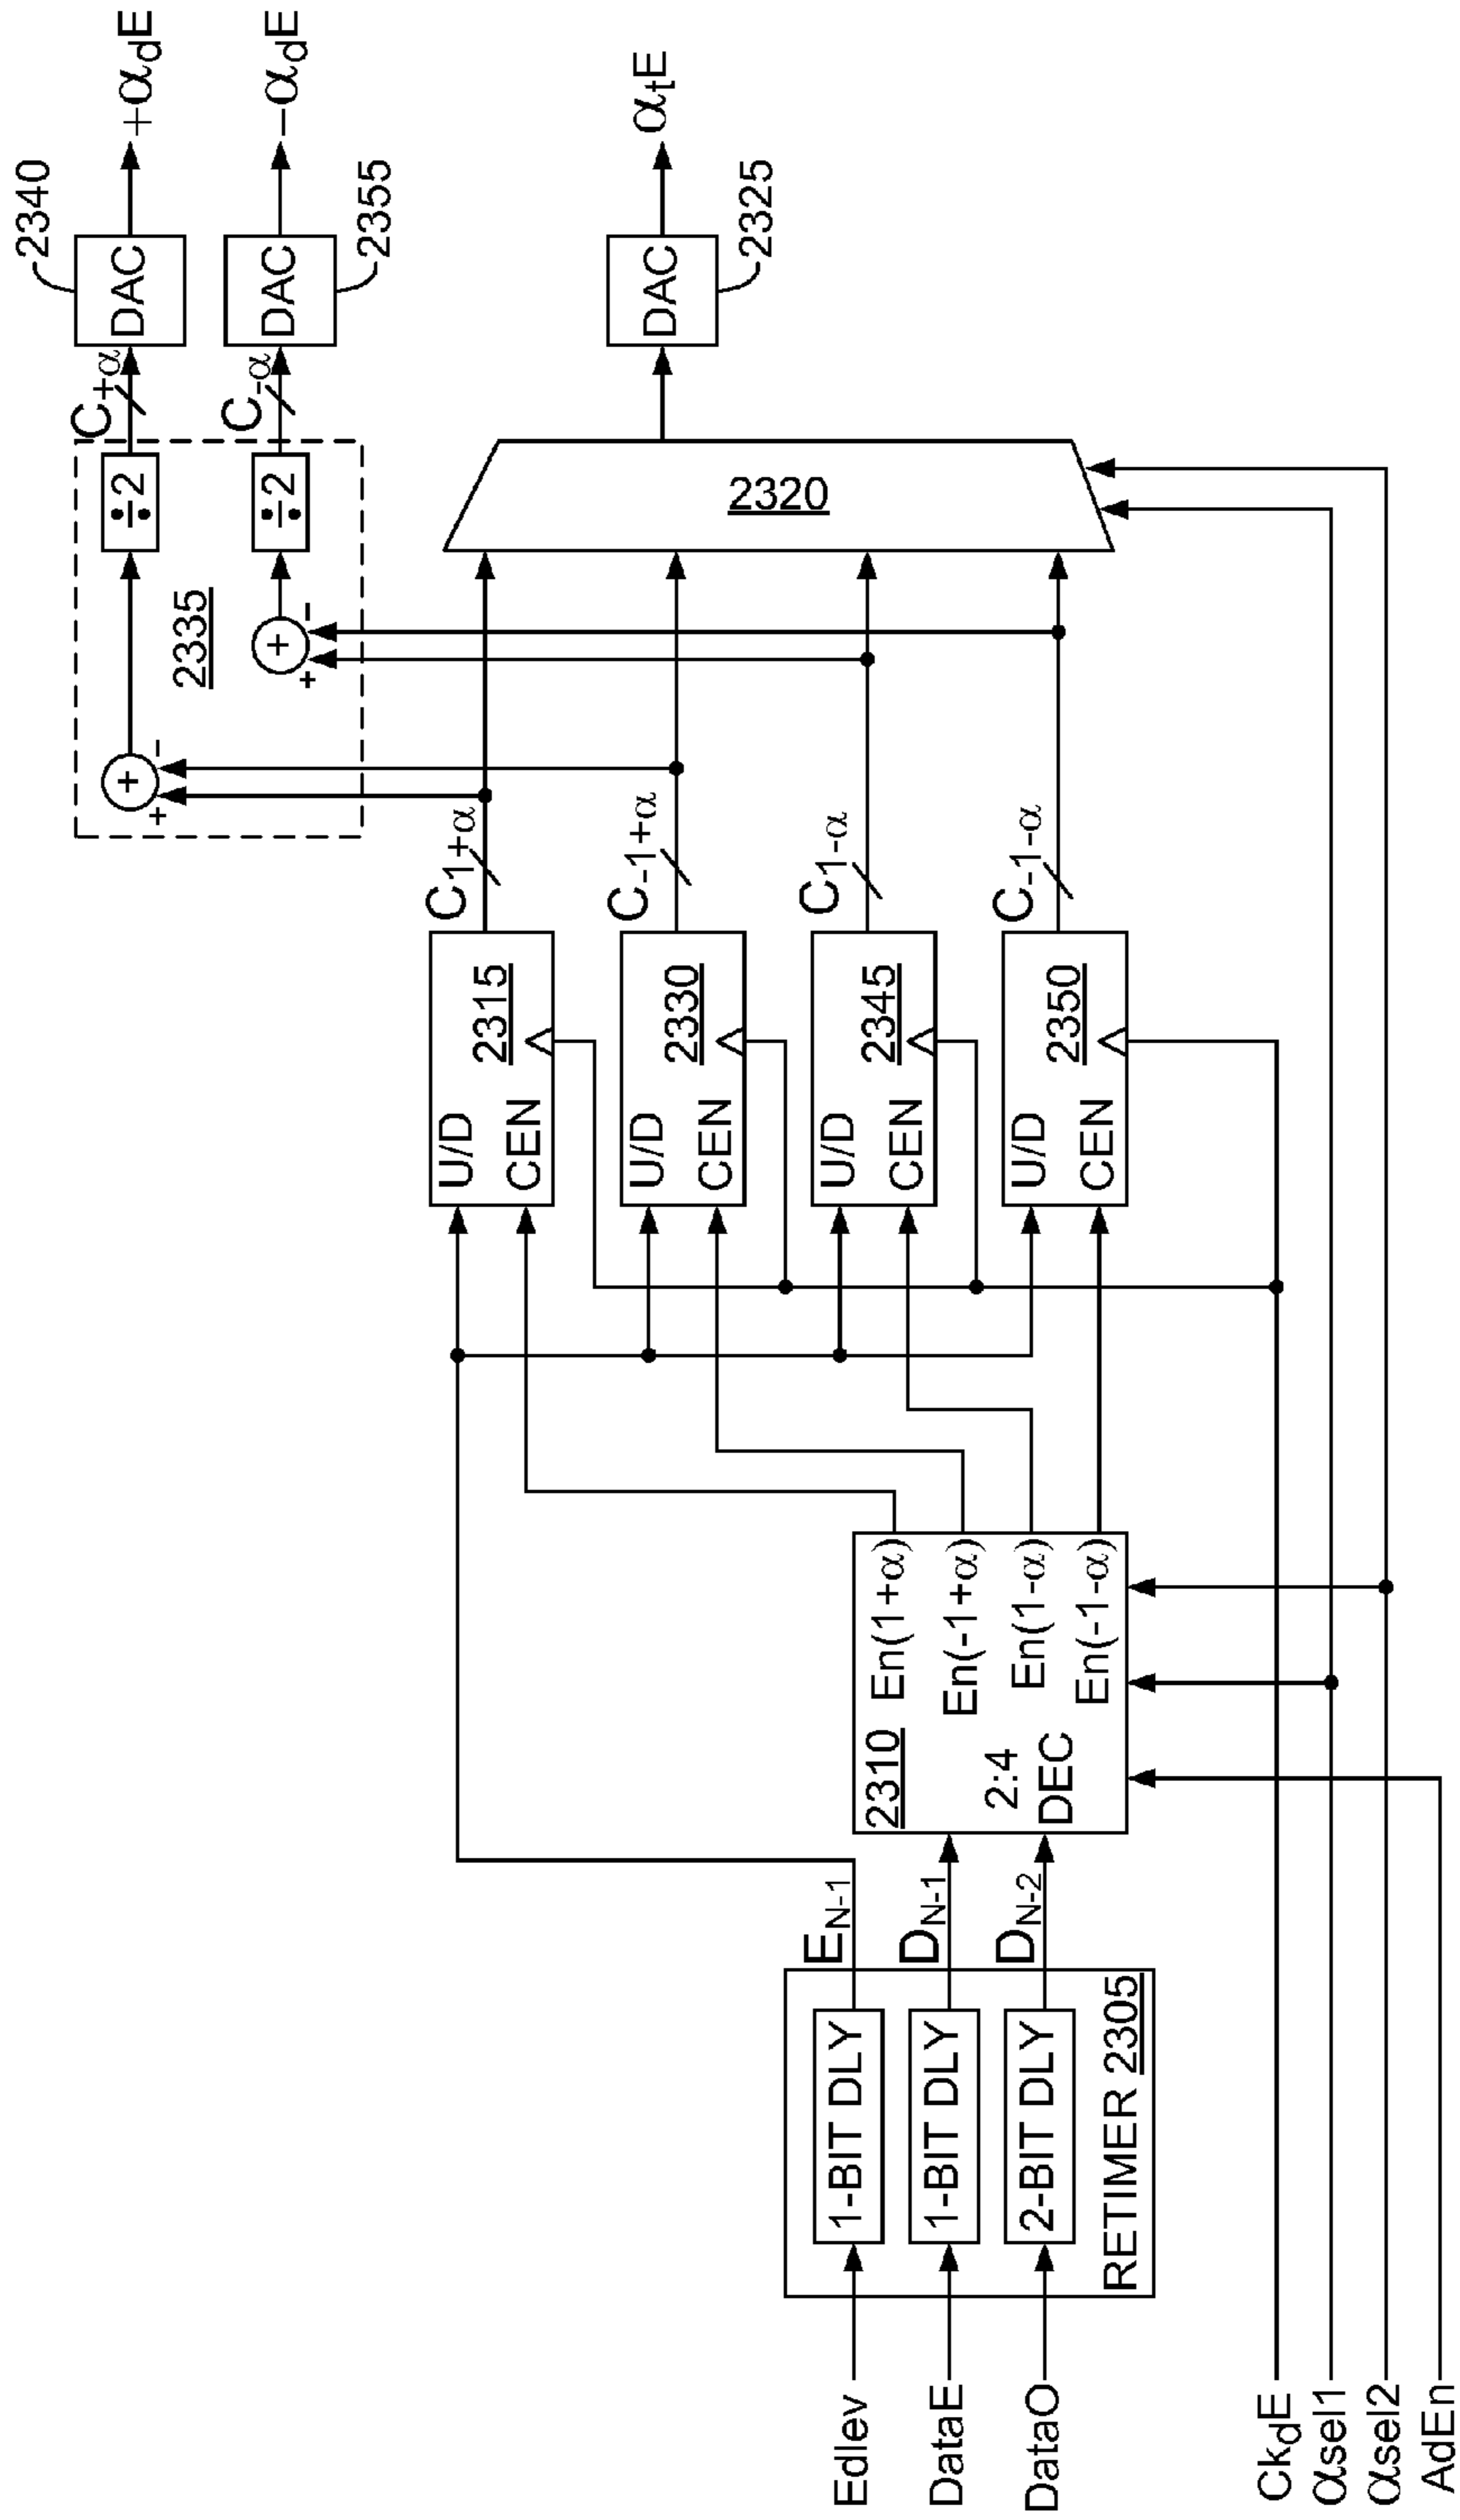 Edlev
DataE
DataO
CkdE
αsel1
αsel2
AdEn
1-BIT DLY
1-BIT DLY
2-BIT DLY
RETIMER 2305
EN-1
DN-1
DN-2
2310
2:4
DEC
En(1+α)
En(-1+α)
En(1-α)
En(-1-α)
U/D
CEN
2315
U/D
CEN
2330
U/D
CEN
2345
U/D
CEN
2350
C1+α
C-1+α
C1-α
C-1-α
+
+
-
+
+
-
2335
÷2
÷2
2320
C+α
C-α
DAC
2340
DAC
2355
DAC
2325
+αdE
−αdE
αtE